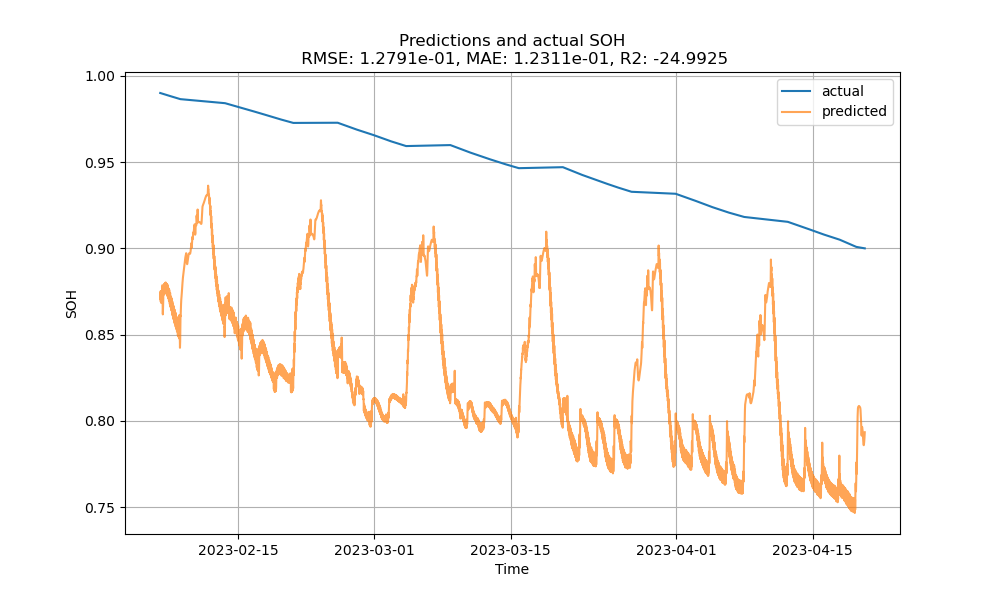 Predictions and actual SOH
RMSE: 1.2791e-01, MAE: 1.2311e-01, R2: -24.9925
actual
predicted
1.00
0.95
0.90
0.85
0.80
0.75
SOH
2023-02-15
2023-03-01
2023-03-15
2023-04-01
2023-04-15
Time